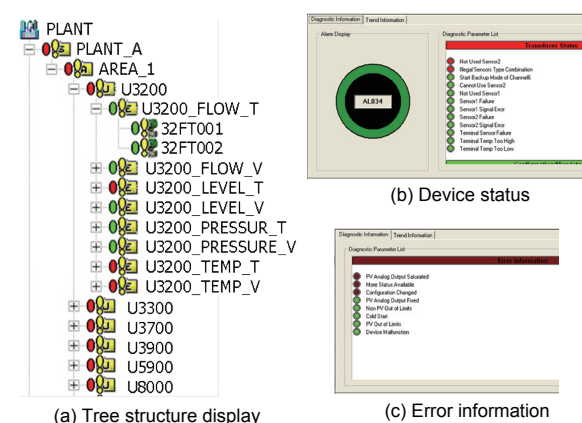 PLANT
PLANT_A
AREA_1
U3200
U3200_FLOW_T
32FT001
32FT002
U3200_FLOW_V
U3200_LEVEL_T
U3200_LEVEL_V
U3200_PRESSUR_T
U3200_PRESSURE_V
U3200_TEMP_T
U3200_TEMP_V
U3300
U3700
U3900
U5900
U8000
(a) Tree structure display
Diagnostic Information Trend Information
Alarm Display
AL034
Diagnostic Parameter List
Transducer Status
Not Used Sensor2
Illegal Sensors Type Combination
Start Backup Mode of Channel6
Cannot Use Sensor2
Not Used Sensor1
Sensor1 Failure
Sensor1 Signal Error
Sensor2 Failure
Sensor2 Signal Error
Terminal Sensor Failure
Terminal Temp Too High
Terminal Temp Too Low
(b) Device status
Diagnostic Information Trend Information
Diagnostic Parameter List
Error Information
PV Analog Output Saturated
More Status Available
Configuration Changed
PV Analog Output Fixed
Non PV Out of Limits
Cold Start
PV Out of Limits
Device Malfunction
(c) Error information